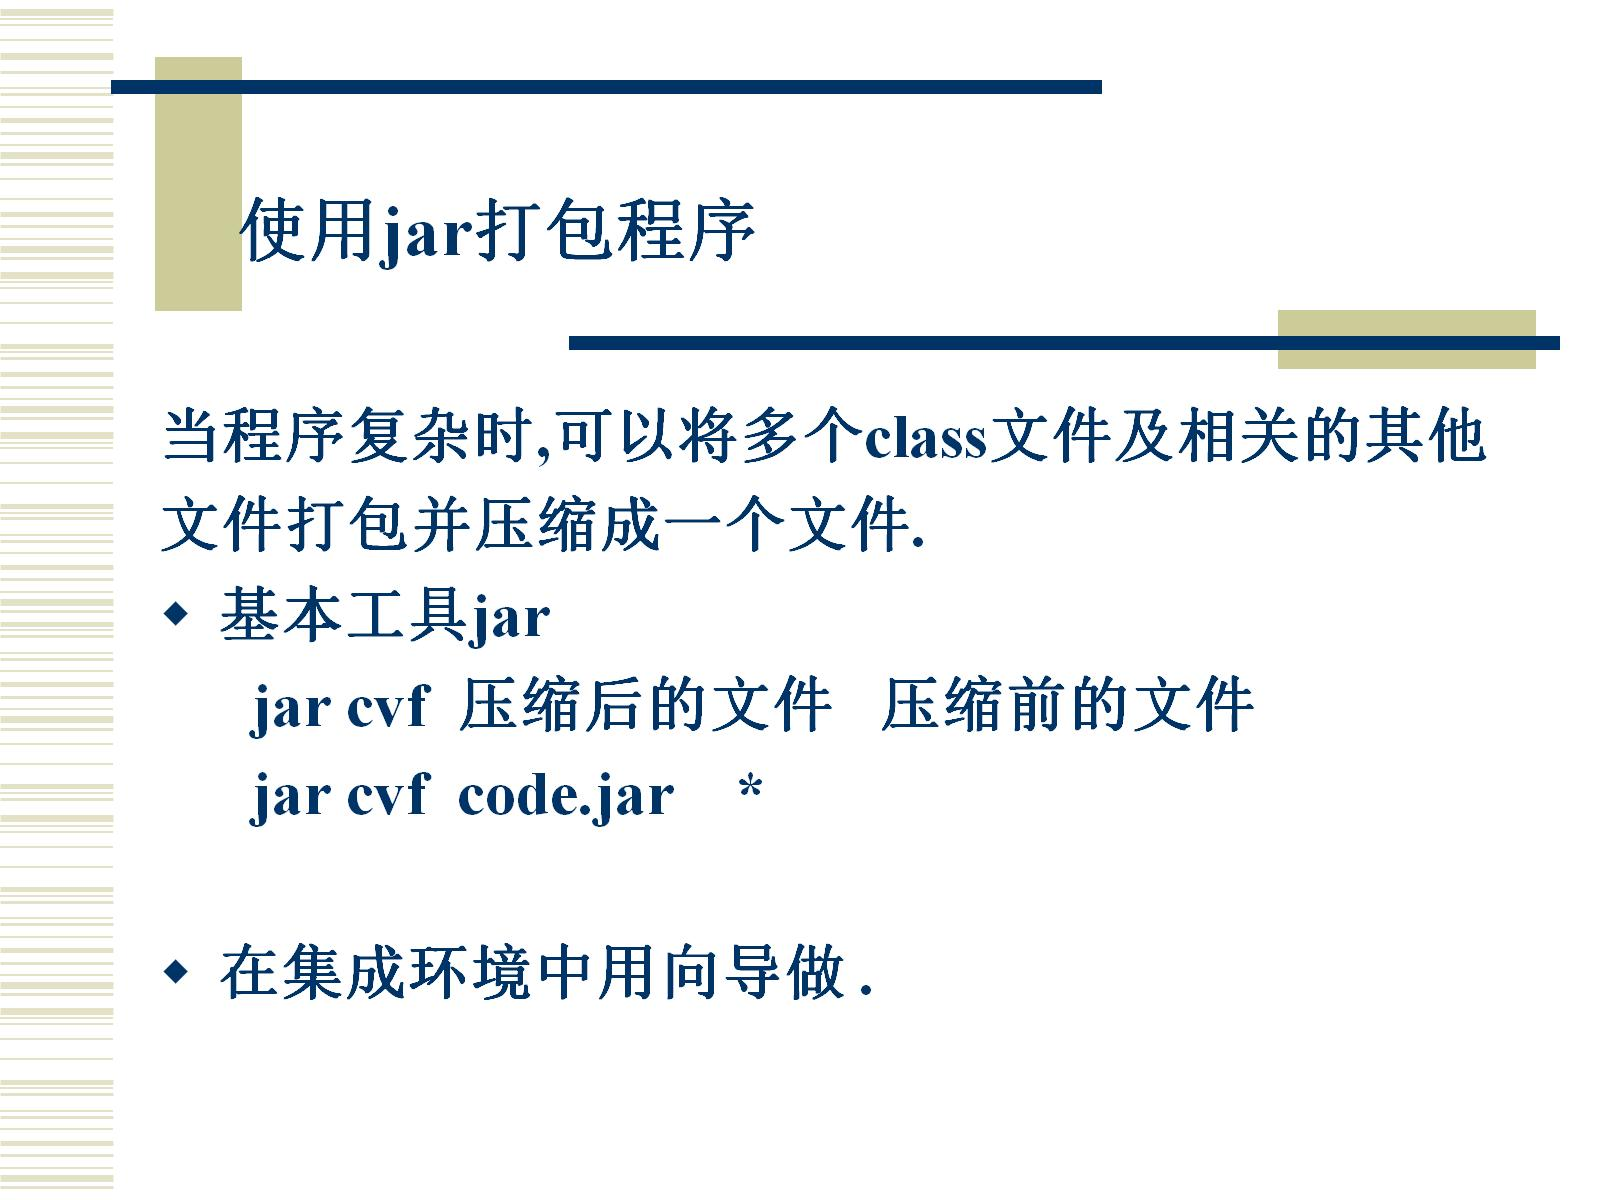 使用jar打包程序
当程序复杂时,可以将多个class文件及相关的其他
文件打包并压缩成一个文件.
◆ 基本工具jar
jar cvf 压缩后的文件 压缩前的文件
jar cvf code.jar *
◆ 在集成环境中用向导做 .